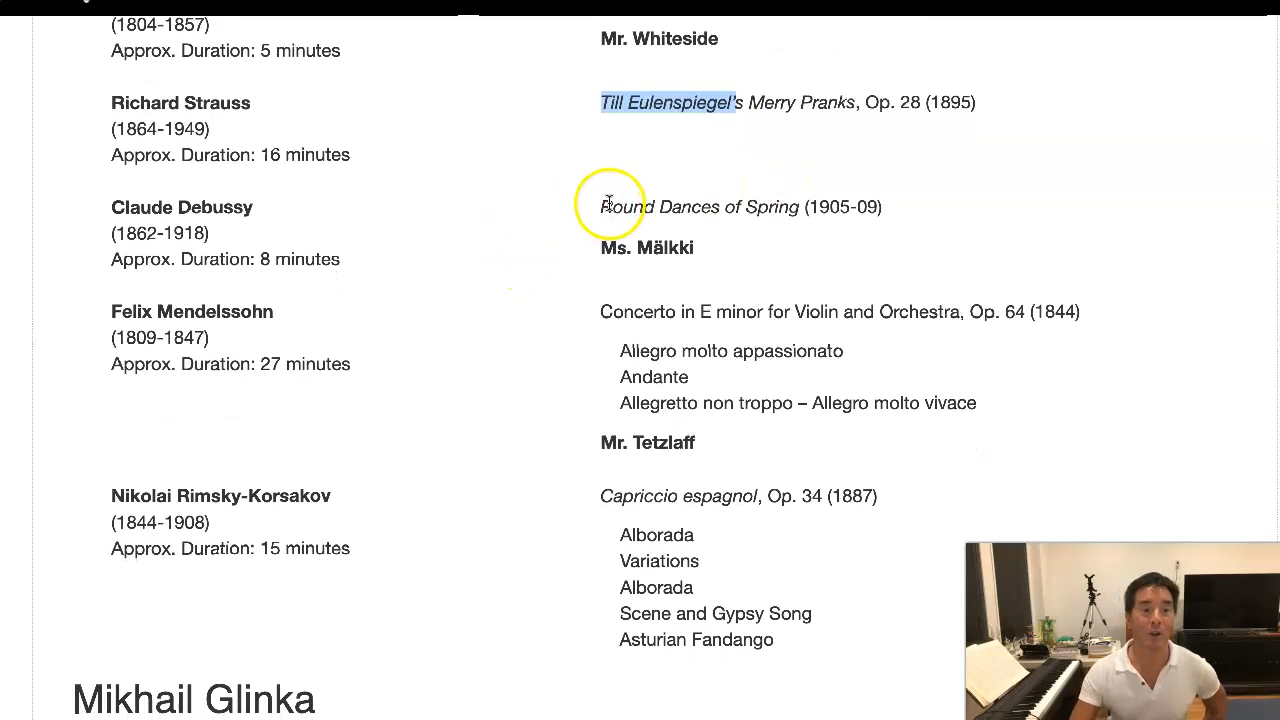 (1804-1857)
Approx. Duration: 5 minutes
Mr. Whiteside
Richard Strauss
Till Eulenspiegel's Merry Pranks, Op. 28 (1895)
(1864-1949)
Approx. Duration: 16 minutes
Claude Debussy
Round Dances of Spring (1905-09)
(1862-1918)
Ms. Mälkki
Approx. Duration: 8 minutes
Felix Mendelssohn
Concerto in E minor for Violin and Orchestra, Op. 64 (1844)
(1809-1847)
Approx. Duration: 27 minutes
Allegro molto appassionato
Andante
Allegretto non troppo – Allegro molto vivace
Mr. Tetzlaff
Nikolai Rimsky-Korsakov
Capriccio espagnol, Op. 34 (1887)
(1844-1908)
Approx. Duration: 15 minutes
Alborada
Variations
Alborada
Scene and Gypsy Song
Asturian Fandango
Mikhail Glinka